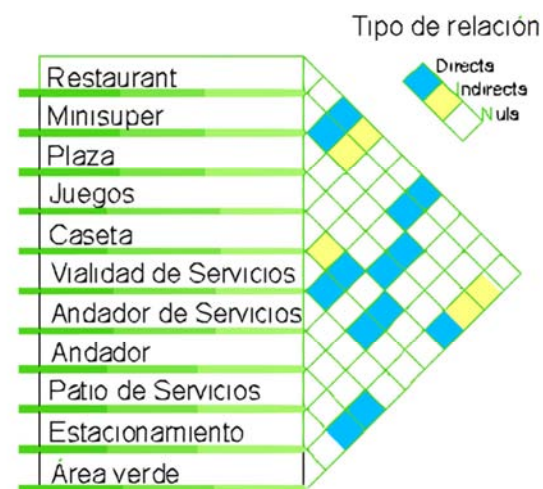 Tipo de relación
Directa
Indirecta
Nula
Restaurant
Minisuper
Plaza
Juegos
Caseta
Vialidad de Servicios
Andador de Servicios
Andador
Patio de Servicios
Estacionamiento
Área verde